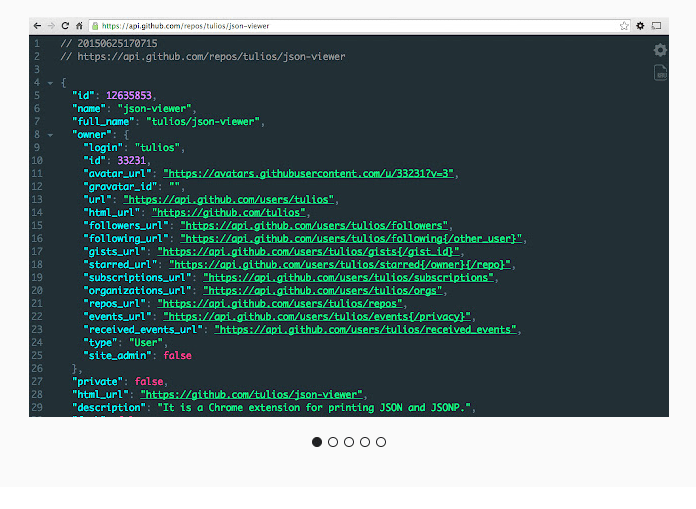 https://api.github.com/repos/tulios/json-viewer
1 // 20150625170715
2 // https://api.github.com/repos/tulios/json-viewer
3
4 {
5 "id": 12635853,
6 "name": "json-viewer",
7 "full_name": "tulios/json-viewer",
8 "owner": {
9 "login": "tulios",
10 "id": 33231,
11 "avatar_url": "https://avatars.githubusercontent.com/u/33231?v=3",
12 "gravatar_id": "",
13 "url": "https://api.github.com/users/tulios",
14 "html_url": "https://github.com/tulios",
15 "followers_url": "https://api.github.com/users/tulios/followers",
16 "following_url": "https://api.github.com/users/tulios/following{/other_user}",
17 "gists_url": "https://api.github.com/users/tulios/gists{/gist_id}",
18 "starred_url": "https://api.github.com/users/tulios/starred{/owner}{/repo}",
19 "subscriptions_url": "https://api.github.com/users/tulios/subscriptions",
20 "organizations_url": "https://api.github.com/users/tulios/orgs",
21 "repos_url": "https://api.github.com/users/tulios/repos",
22 "events_url": "https://api.github.com/users/tulios/events{/privacy}",
23 "received_events_url": "https://api.github.com/users/tulios/received_events",
24 "type": "User",
25 "site_admin": false
26 },
27 "private": false,
28 "html_url": "https://github.com/tulios/json-viewer",
29 "description": "It is a Chrome extension for printing JSON and JSONP.",